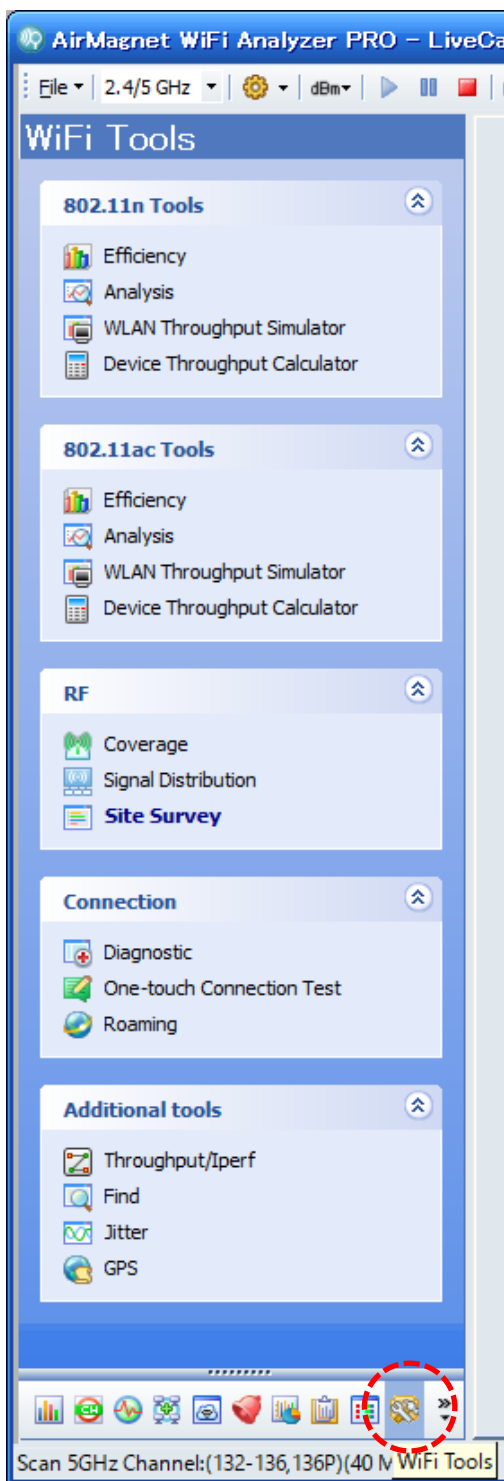 AirMagnet WiFi Analyzer PRO - LiveCa
File 2.4/5 GHz dBm
WiFi Tools
802.11n Tools
Efficiency
Analysis
WLAN Throughput Simulator
Device Throughput Calculator
802.11ac Tools
Efficiency
Analysis
WLAN Throughput Simulator
Device Throughput Calculator
RF
Coverage
Signal Distribution
Site Survey
Connection
Diagnostic
One-touch Connection Test
Roaming
Additional tools
Throughput/Iperf
Find
Jitter
GPS
Scan 5GHz Channel:(132-136,136P)(40 M WiFi Tools